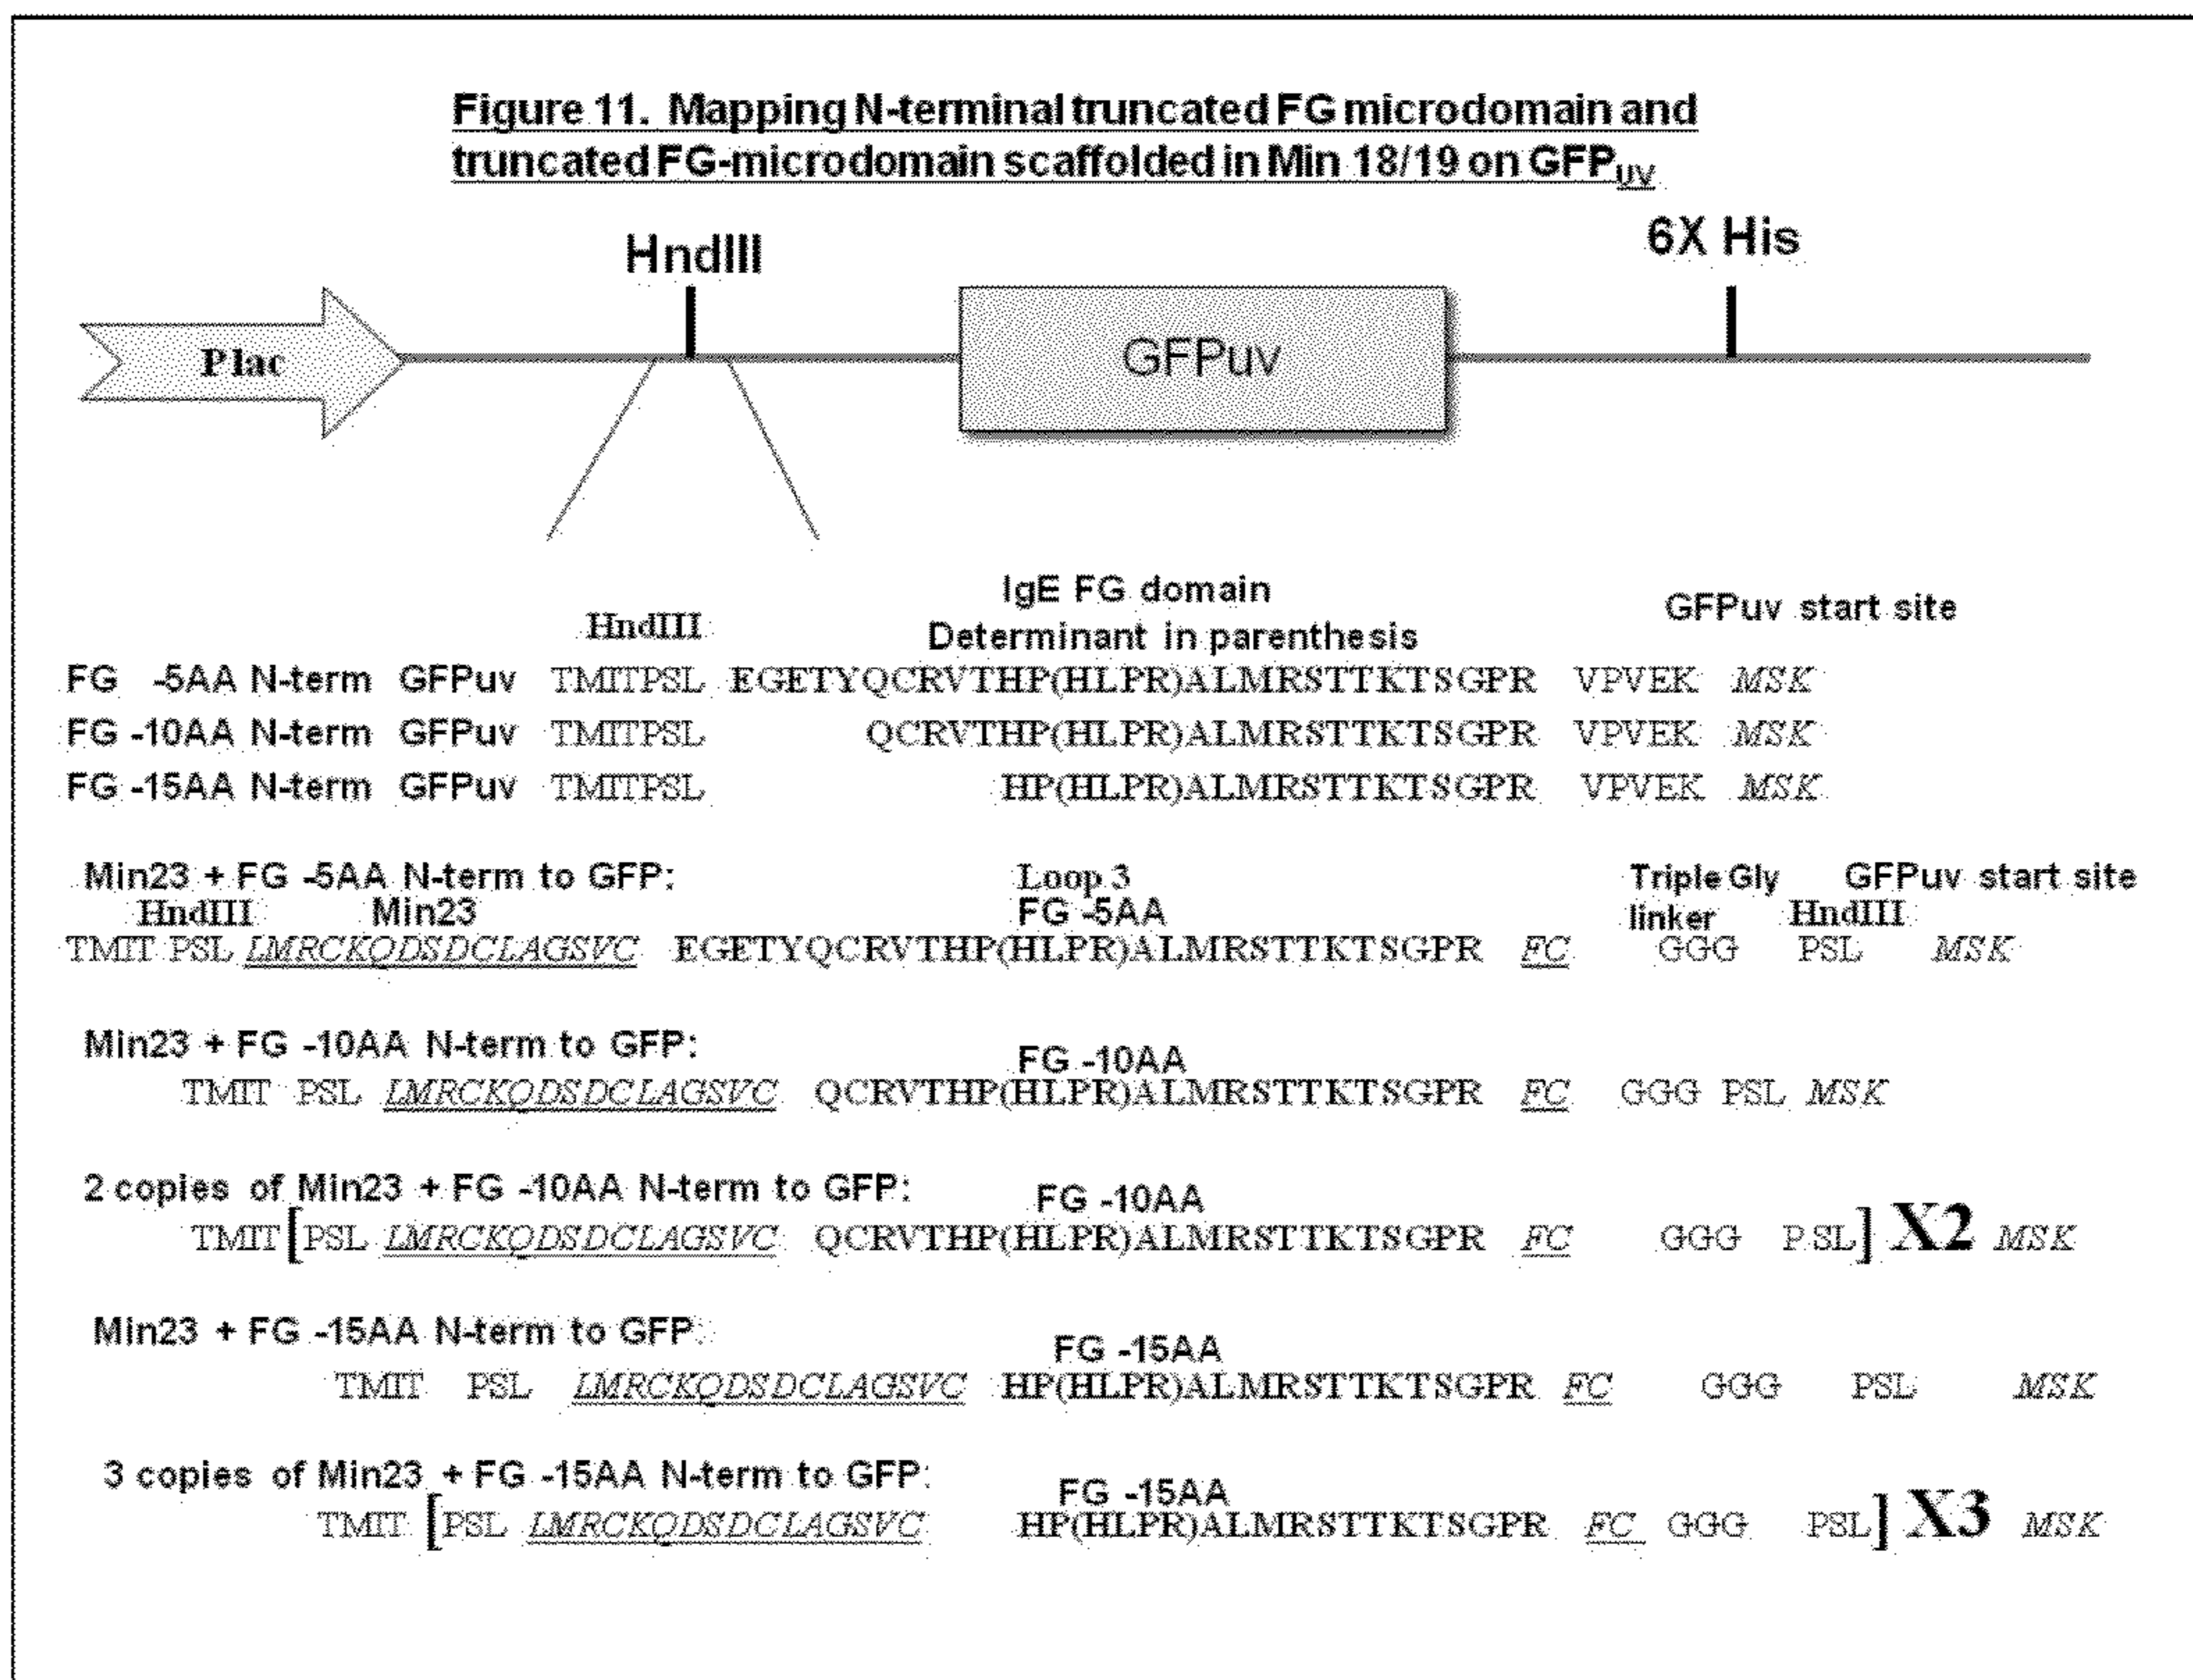 Figure 11. Mapping N-terminal truncated FG microdomain and
truncated FG-microdomain scaffolded in Min 18/19 on GFPUV
HndIII
6X His
Plac
GFPuv
IgE FG domain
HndIII
Determinant in parenthesis
GFPuv start site
FG -5AA N-term GFPuv TMITPSL EGETYQCRVTHP(HLPR)ALMRSTTKTSGPR VPVEK MSK
FG -10AA N-term GFPuv TMITPSL QCRVTHP(HLPR)ALMRSTTKTSGPR VPVEK MSK
FG -15AA N-term GFPuv TMITPSL HP(HLPR)ALMRSTTKTSGPR VPVEK MSK
Min23 + FG -5AA N-term to GFP: Loop 3 Triple Gly GFPuv start site
HndIII Min23 FG -5AA linker HndIII
TMIT PSL LMRCKQDSDCLAGSVC EGETYQCRVTHP(HLPR)ALMRSTTKTSGPR FC GGG PSL MSK
Min23 + FG -10AA N-term to GFP: FG -10AA
TMIT PSL LMRCKQDSDCLAGSVC QCRVTHP(HLPR)ALMRSTTKTSGPR FC GGG PSL MSK
2 copies of Min23 + FG -10AA N-term to GFP: FG -10AA
TMIT [PSL LMRCKQDSDCLAGSVC QCRVTHP(HLPR)ALMRSTTKTSGPR FC GGG PSL] X2 MSK
Min23 + FG -15AA N-term to GFP: FG -15AA
TMIT PSL LMRCKQDSDCLAGSVC HP(HLPR)ALMRSTTKTSGPR FC GGG PSL MSK
3 copies of Min23 + FG -15AA N-term to GFP: FG -15AA
TMIT [PSL LMRCKQDSDCLAGSVC HP(HLPR)ALMRSTTKTSGPR FC GGG PSL] X3 MSK